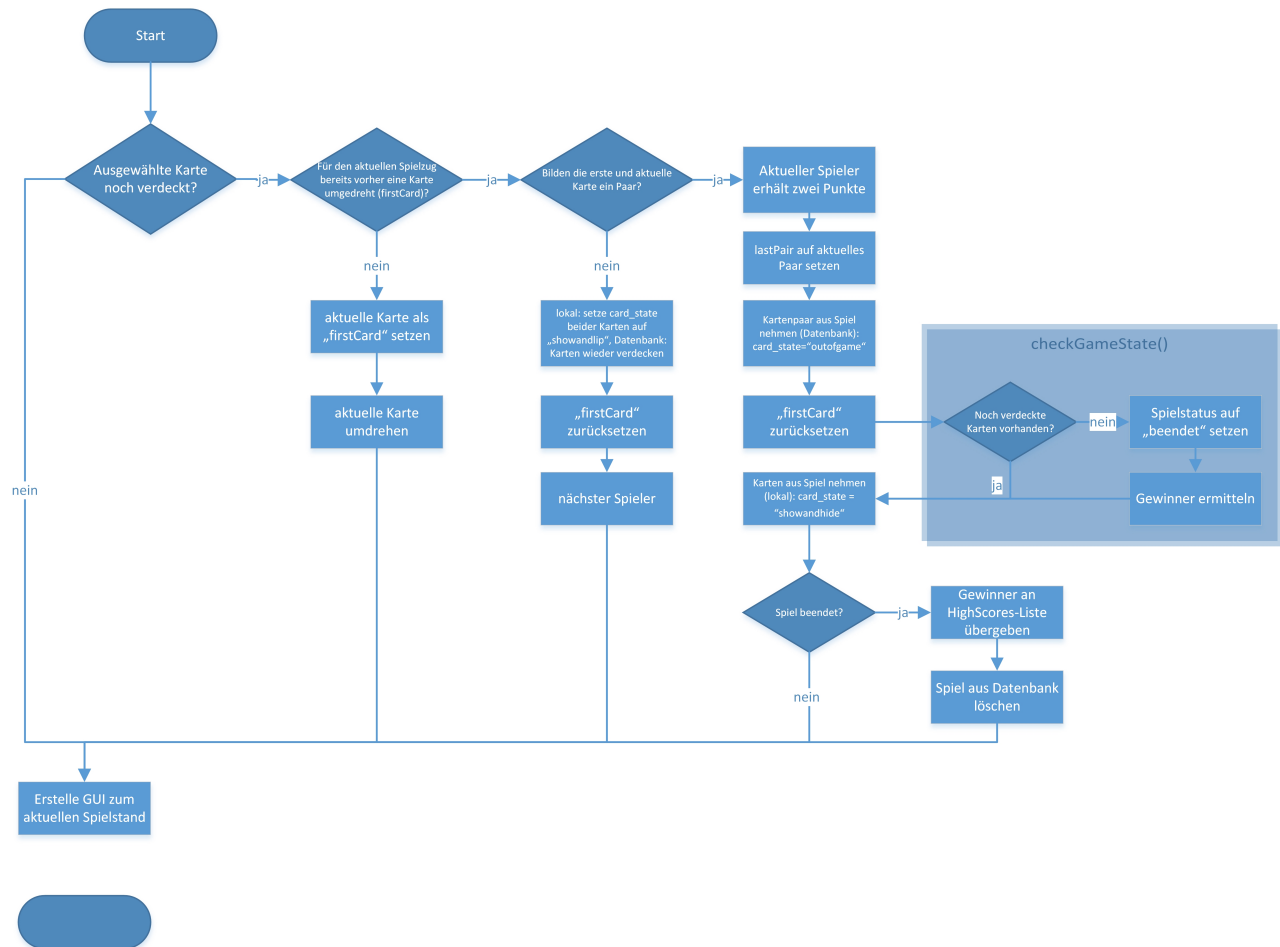 Start
Ausgewählte Karte
noch verdeckt?
ja
Für den aktuellen Spielzug
bereits vorher eine Karte
umgedreht (firstCard)?
ja
Bilden die erste und aktuelle
Karte ein Paar?
ja
Aktueller Spieler
erhält zwei Punkte
nein
nein
lastPair auf aktuelles
Paar setzen
aktuelle Karte als
„firstCard“ setzen
lokal: setze card_state
beider Karten auf
„showandlip“, Datenbank:
Karten wieder verdecken
Kartenpaar aus Spiel
nehmen (Datenbank):
card_state=“outofgame“
checkGameState()
aktuelle Karte
umdrehen
„firstCard“
zurücksetzen
„firstCard“
zurücksetzen
Noch verdeckte
Karten vorhanden?
nein
Spielstatus auf
„beendet“ setzen
nein
nächster Spieler
Karten aus Spiel nehmen
(lokal): card_state =
“showandhide“
ja
Gewinner ermitteln
Spiel beendet?
ja
Gewinner an
HighScores-Liste
übergeben
nein
Spiel aus Datenbank
löschen
Erstelle GUI zum
aktuellen Spielstand